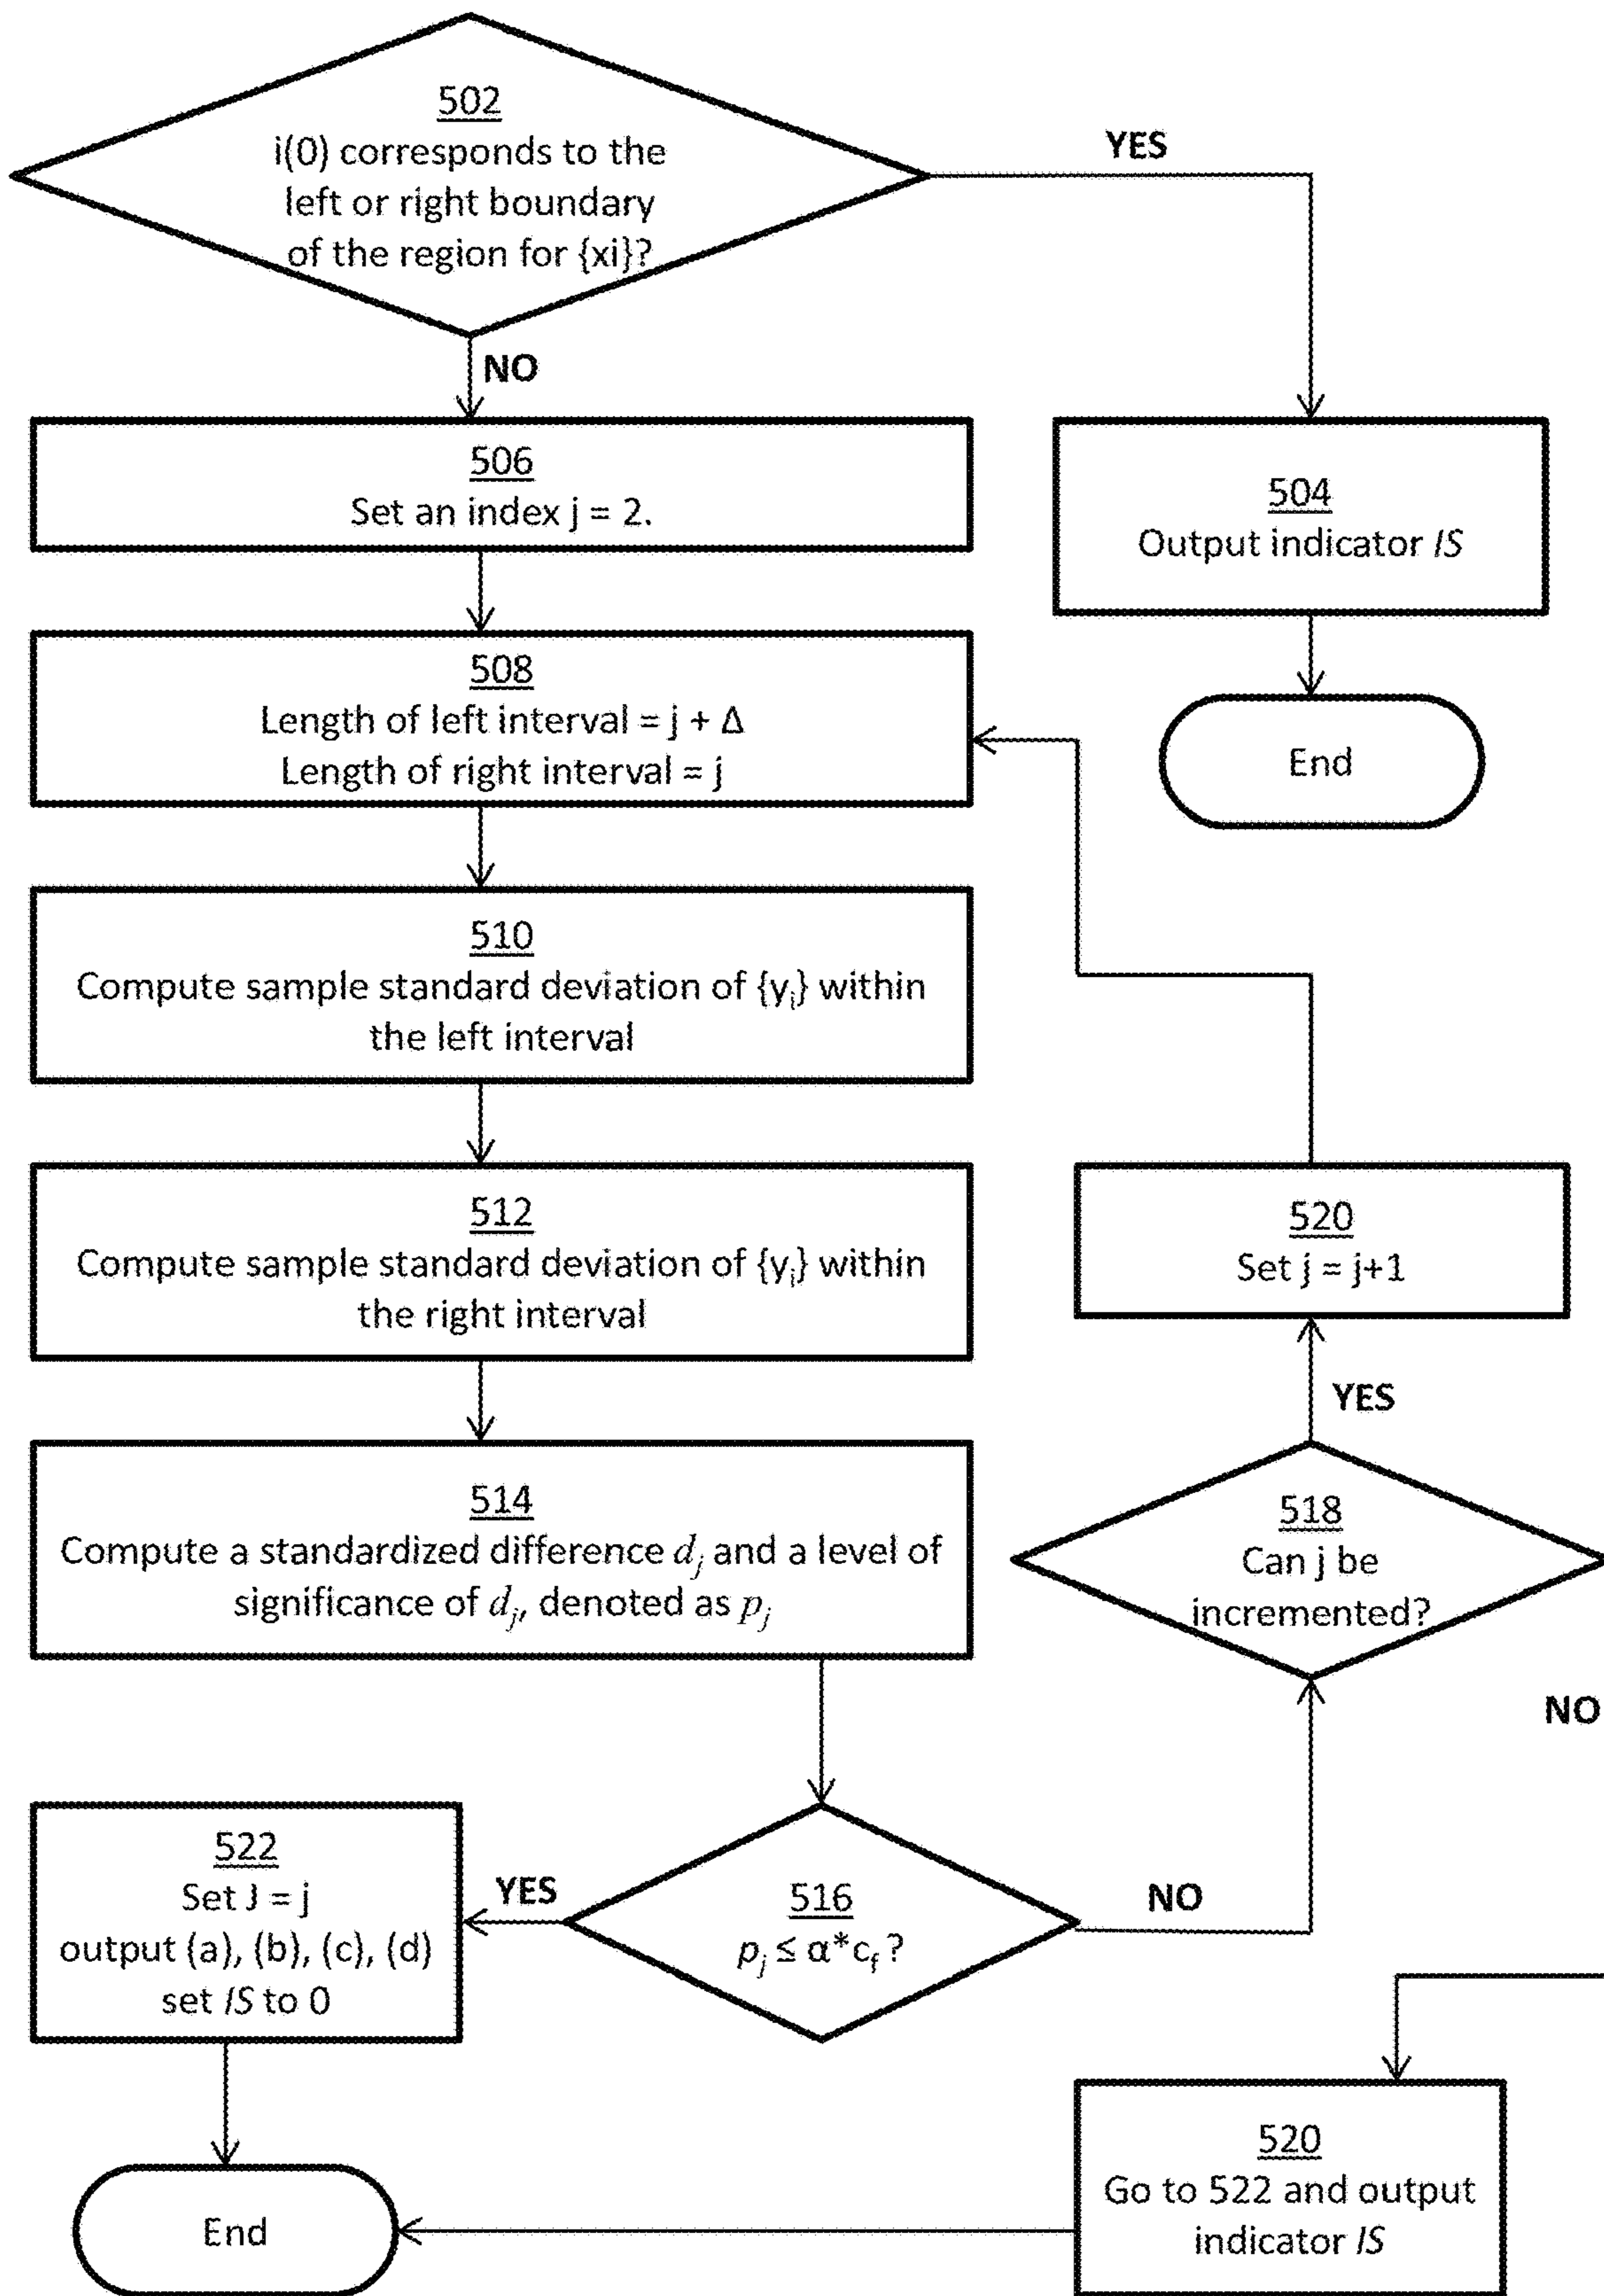 502
i(0) corresponds to the
left or right boundary
of the region for {xi}?
YES
NO
506
Set an index j = 2.
504
Output indicator IS
End
508
Length of left interval = j + Δ
Length of right interval = j
510
Compute sample standard deviation of {yᵢ} within
the left interval
512
Compute sample standard deviation of {yᵢ} within
the right interval
520
Set j = j+1
YES
514
Compute a standardized difference dⱼ and a level of
significance of dⱼ, denoted as pⱼ
518
Can j be
incremented?
NO
522
Set J = j
output (a), (b), (c), (d)
set IS to 0
YES
516
pⱼ ≤ α*c_f ?
NO
520
Go to 522 and output
indicator IS
End